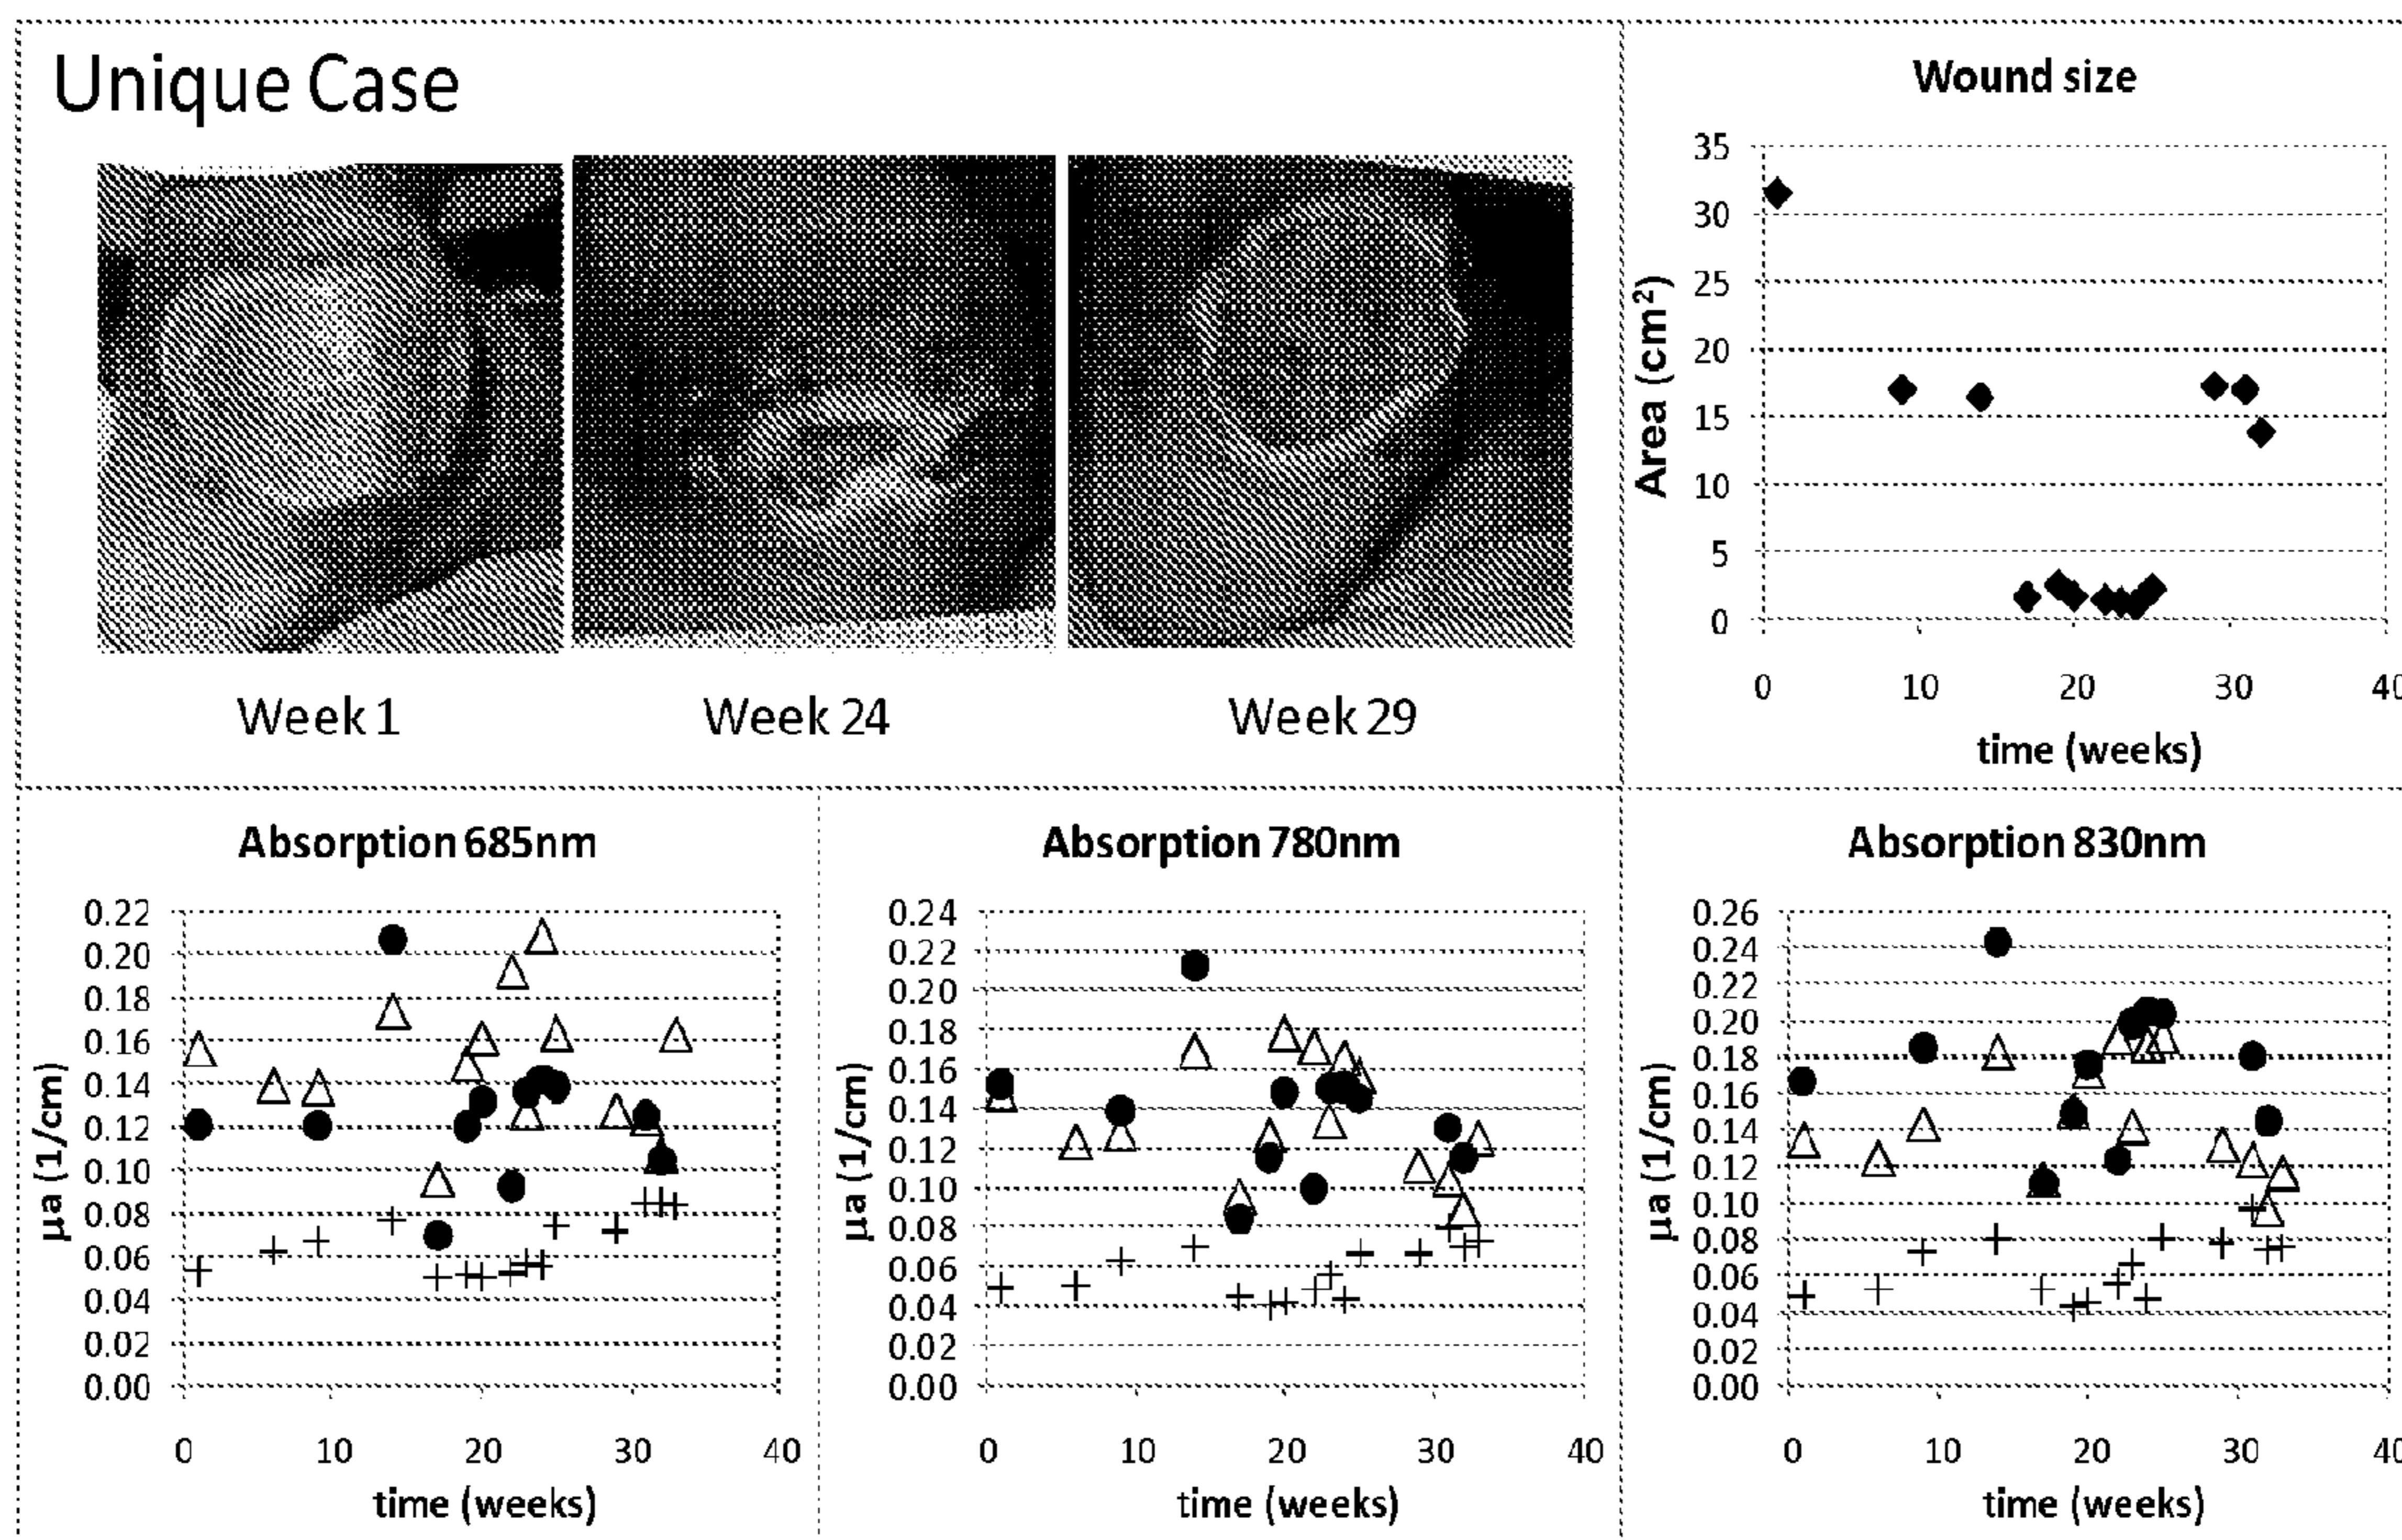 Unique Case
Week 1
Week 24
Week 29
Wound size
35
30
25
20
15
10
5
0
Area (cm²)
0 10 20 30 40
time (weeks)
Absorption 685nm
0.22
0.20
0.18
0.16
0.14
0.12
0.10
0.08
0.06
0.04
0.02
0.00
µa (1/cm)
0 10 20 30 40
time (weeks)
Absorption 780nm
0.24
0.22
0.20
0.18
0.16
0.14
0.12
0.10
0.08
0.06
0.04
0.02
0.00
µa (1/cm)
0 10 20 30 40
time (weeks)
Absorption 830nm
0.26
0.24
0.22
0.20
0.18
0.16
0.14
0.12
0.10
0.08
0.06
0.04
0.02
0.00
µa (1/cm)
0 10 20 30 40
time (weeks)